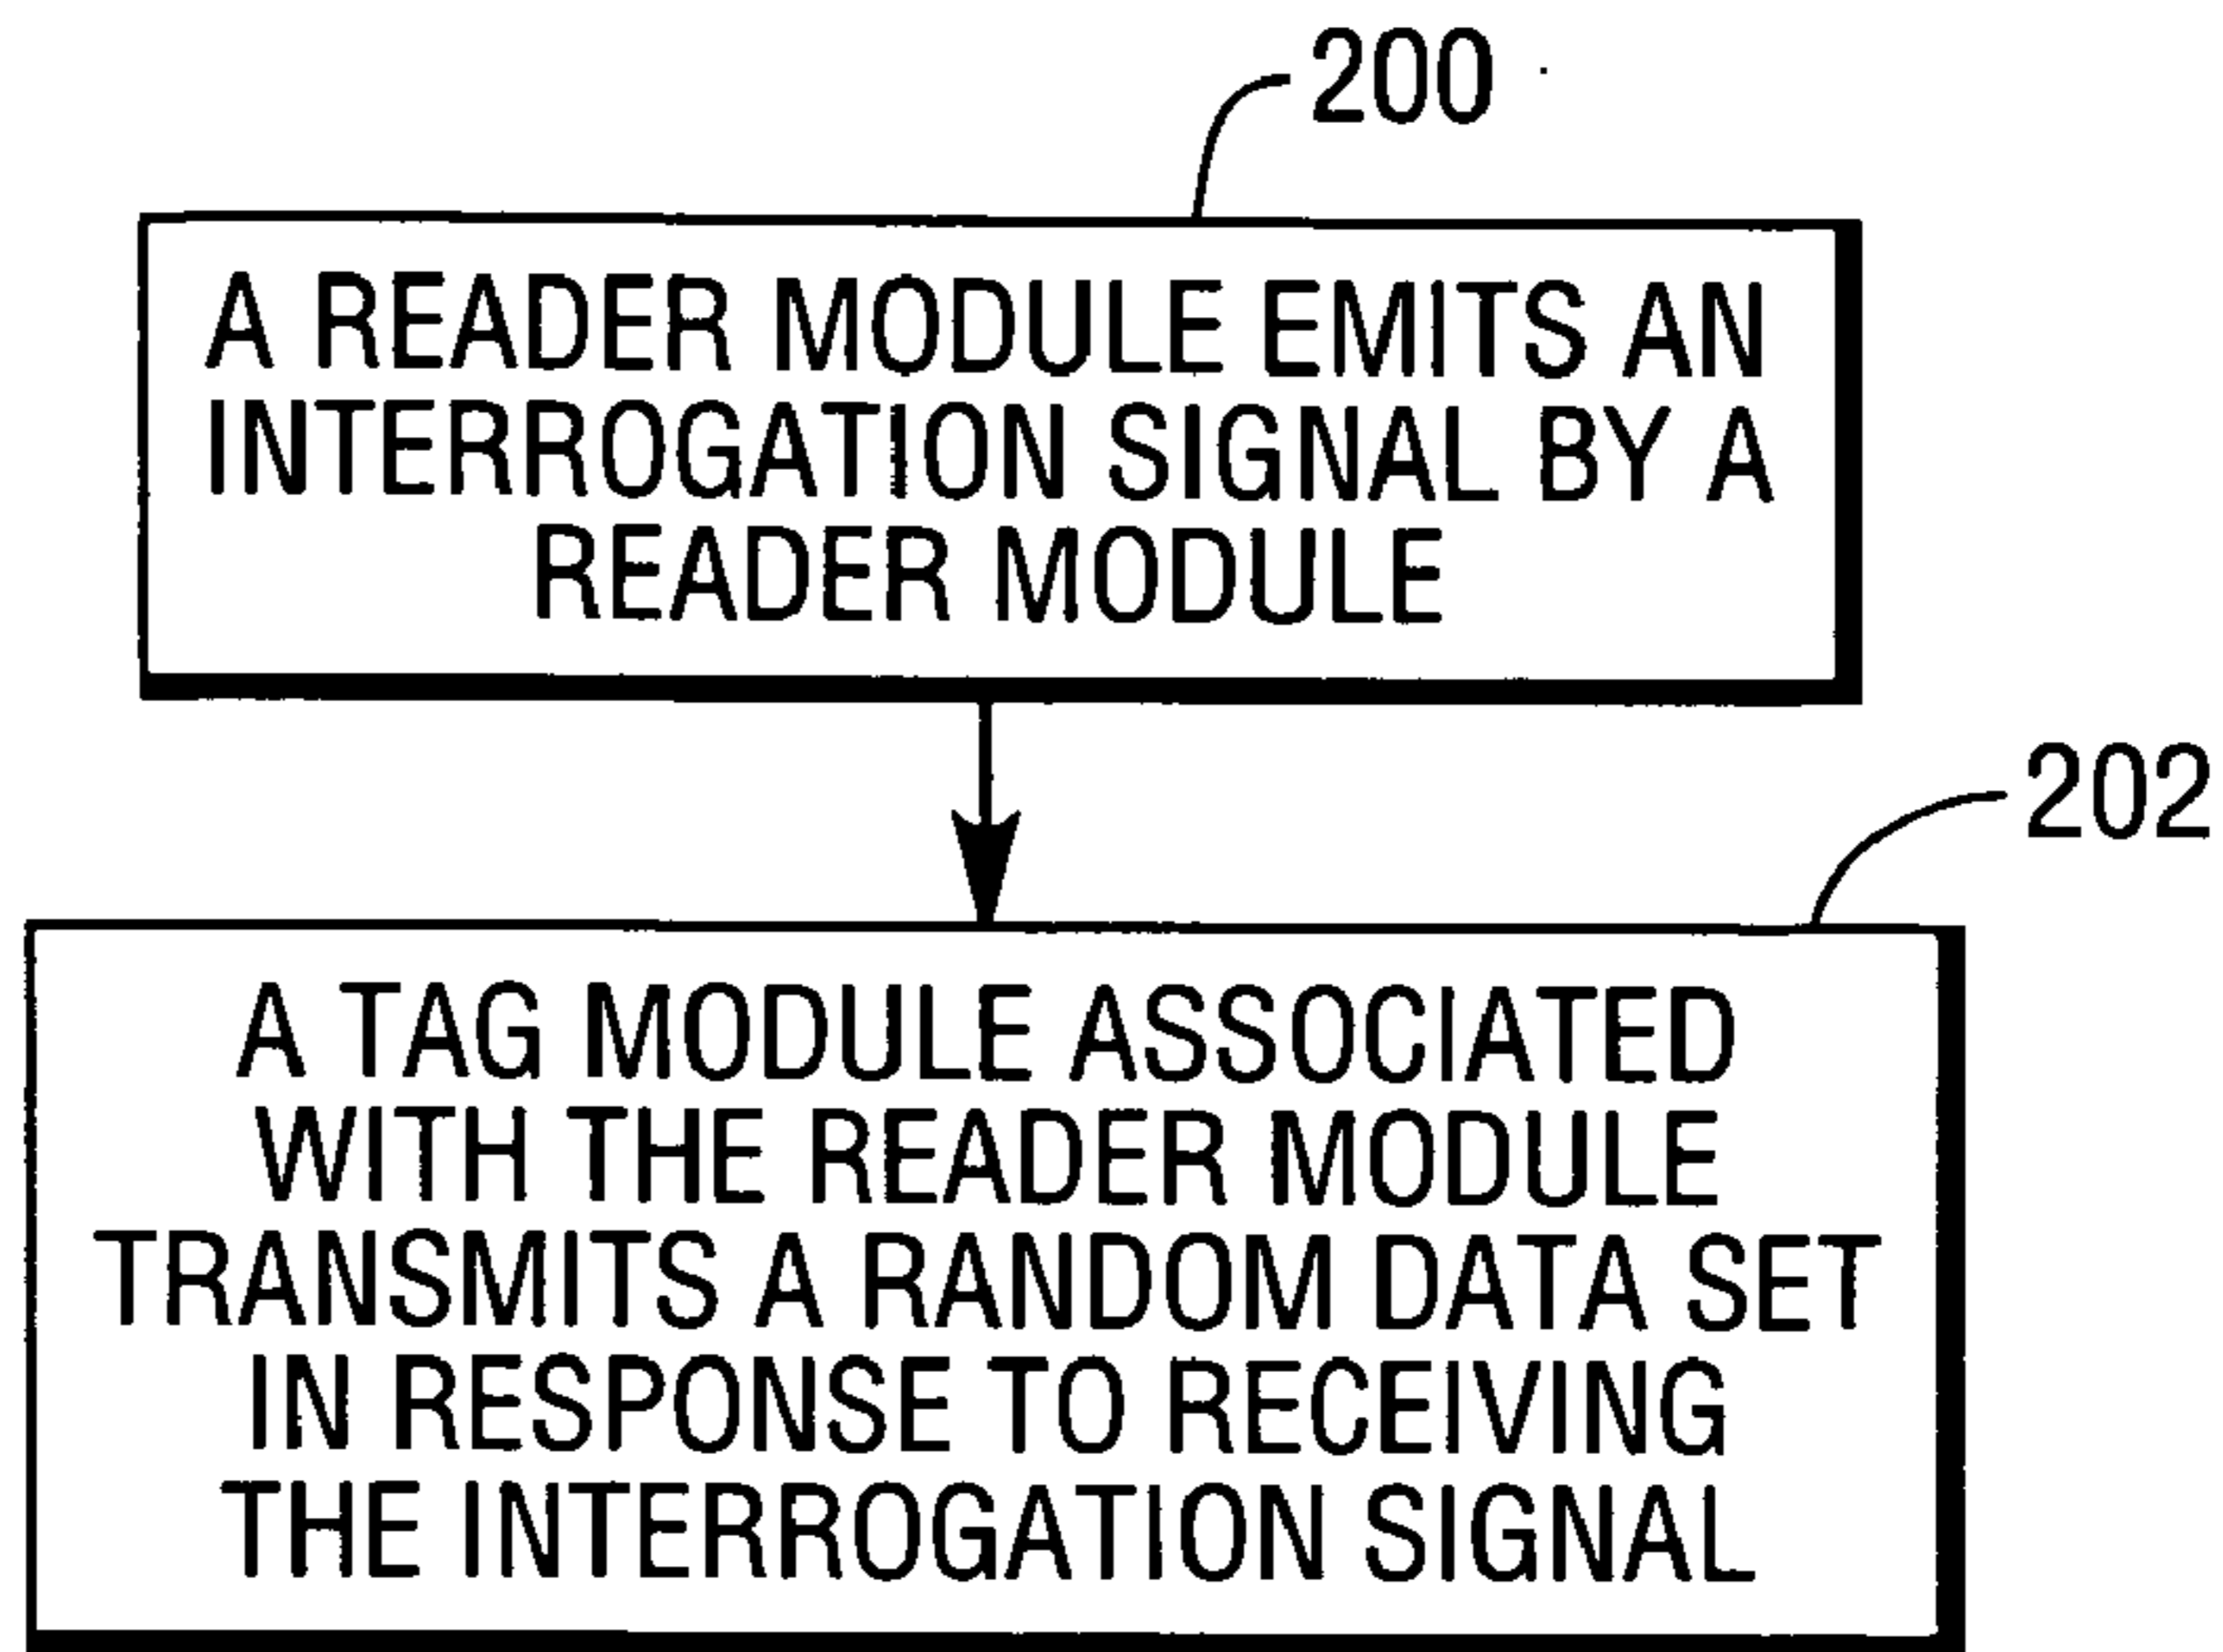 200
A READER MODULE EMITS AN
INTERROGATION SIGNAL BY A
READER MODULE
202
A TAG MODULE ASSOCIATED
WITH THE READER MODULE
TRANSMITS A RANDOM DATA SET
IN RESPONSE TO RECEIVING
THE INTERROGATION SIGNAL